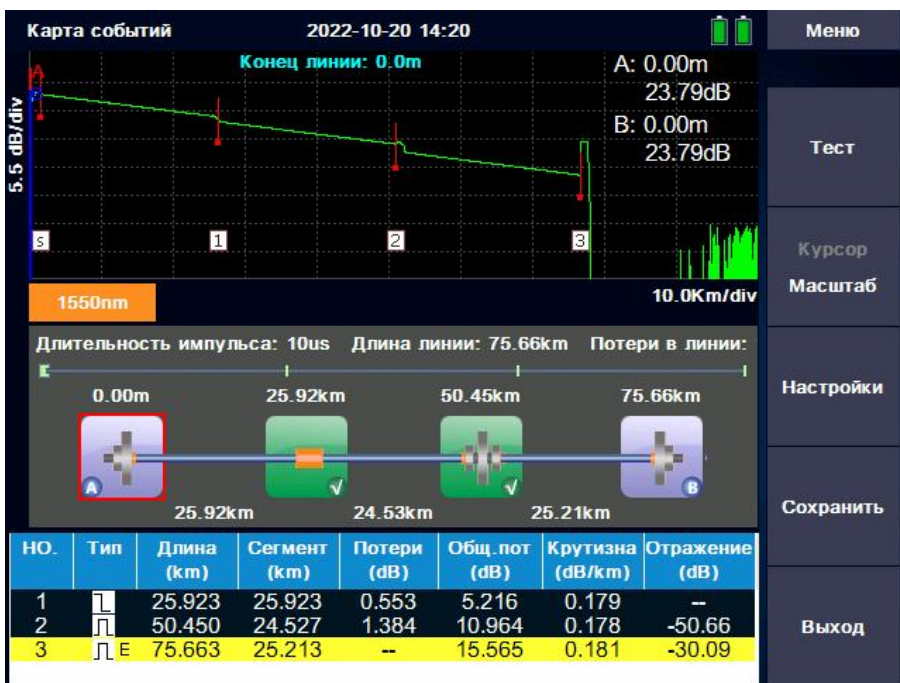 Карта событий 2022-10-20 14:20
Меню
Конец линии: 0.0m
A: 0.00m
23.79dB
B: 0.00m
23.79dB
A
5.5 dB/div
S 1 2 3
1550nm
10.0Km/div
Тест
Курсор
Масштаб
Настройки
Сохранить
Выход
Длительность импульса: 10us Длина линии: 75.66km Потери в линии:
0.00m 25.92km 50.45km 75.66km
A B
25.92km 24.53km 25.21km
НО. Тип Длина (km) Сегмент (km) Потери (dB) Общ.пот (dB) Крутизна (dB/km) Отражение (dB)
1 25.923 25.923 0.553 5.216 0.179 --
2 50.450 24.527 1.384 10.964 0.178 -50.66
3 E 75.663 25.213 -- 15.565 0.181 -30.09